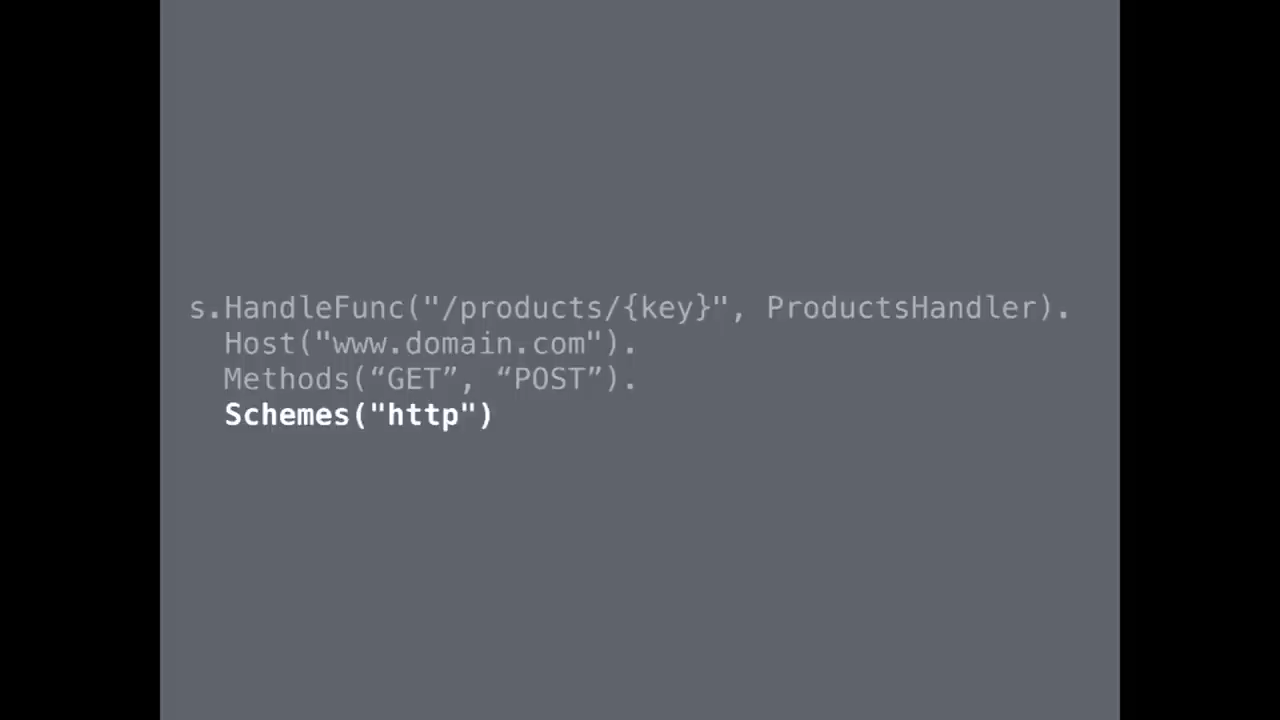 s.HandleFunc("/products/{key}", ProductsHandler).
Host("www.domain.com").
Methods(“GET”, “POST”).
Schemes("http")